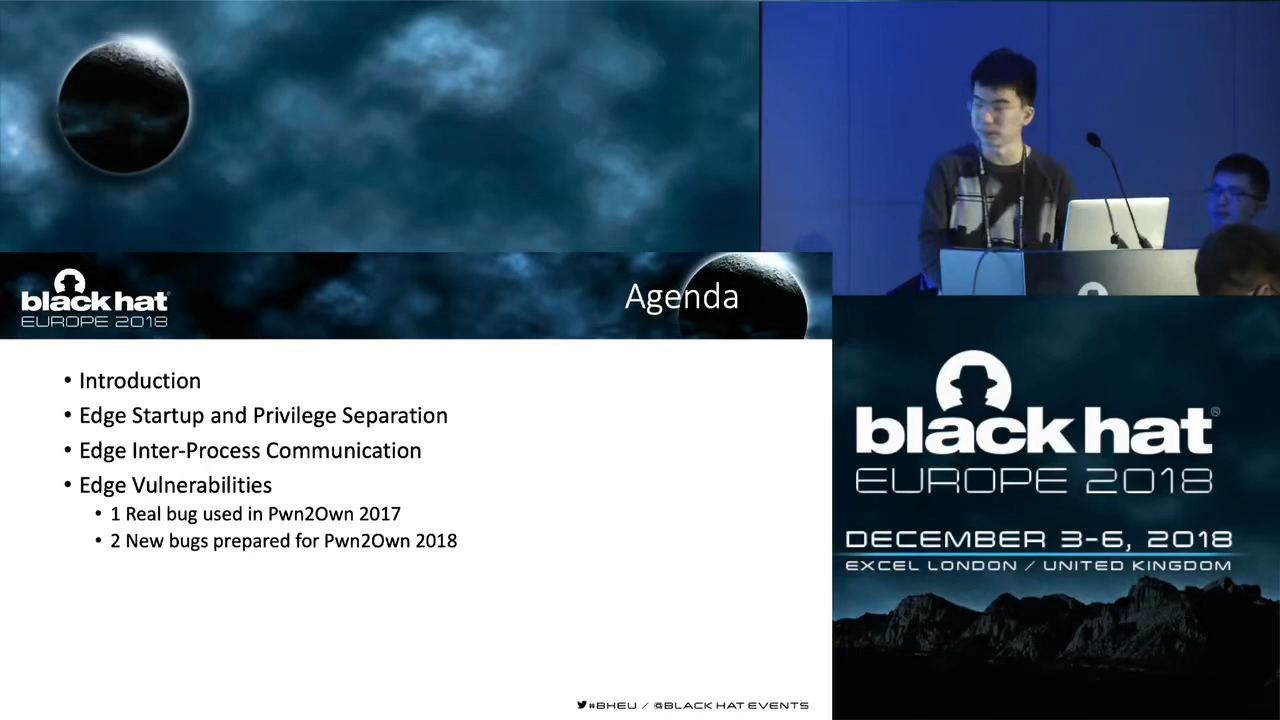 black hat
EUROPE 2018
Agenda
• Introduction
• Edge Startup and Privilege Separation
• Edge Inter-Process Communication
• Edge Vulnerabilities
• 1 Real bug used in Pwn2Own 2017
• 2 New bugs prepared for Pwn2Own 2018
#BHEU / @BLACK HAT EVENTS
black hat®
EUROPE 2018
DECEMBER 3-6, 2018
EXCEL LONDON / UNITED KINGDOM